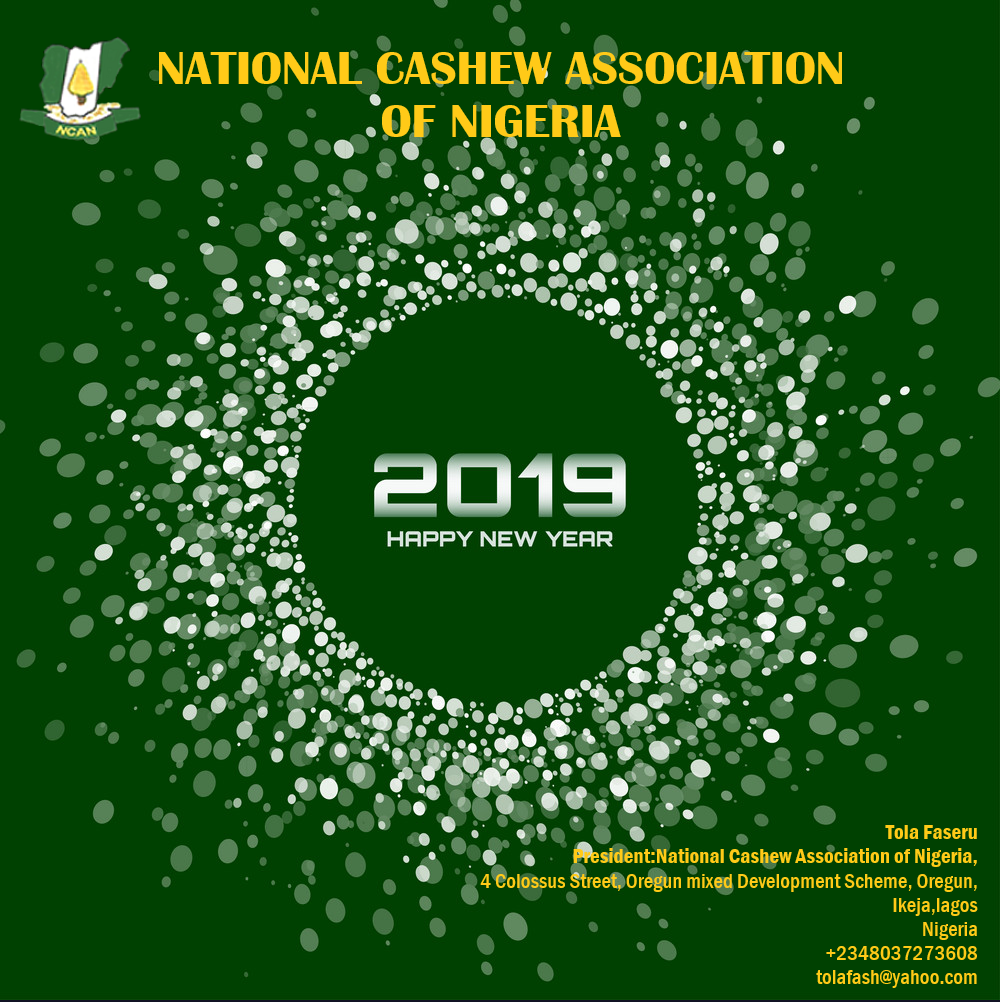 NATIONAL CASHEW ASSOCIATION
OF NIGERIA
NCAN
2019
HAPPY NEW YEAR
Tola Faseru
President:National Cashew Association of Nigeria,
4 Colossus Street, Oregun mixed Development Scheme, Oregun,
Ikeja,lagos
Nigeria
+2348037273608
tolafash@yahoo.com